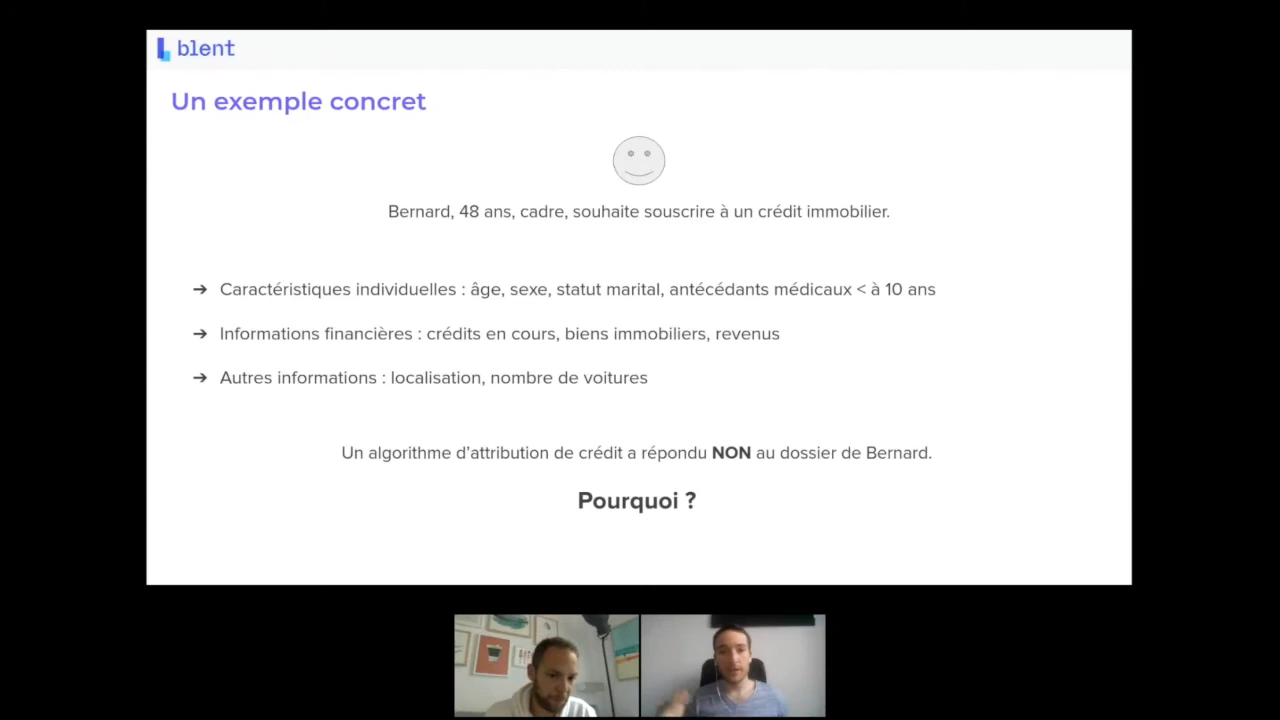 blent
Un exemple concret
Bernard, 48 ans, cadre, souhaite souscrire à un crédit immobilier.
➔ Caractéristiques individuelles : âge, sexe, statut marital, antécédants médicaux < à 10 ans
➔ Informations financières : crédits en cours, biens immobiliers, revenus
➔ Autres informations : localisation, nombre de voitures
Un algorithme d'attribution de crédit a répondu NON au dossier de Bernard.
Pourquoi ?